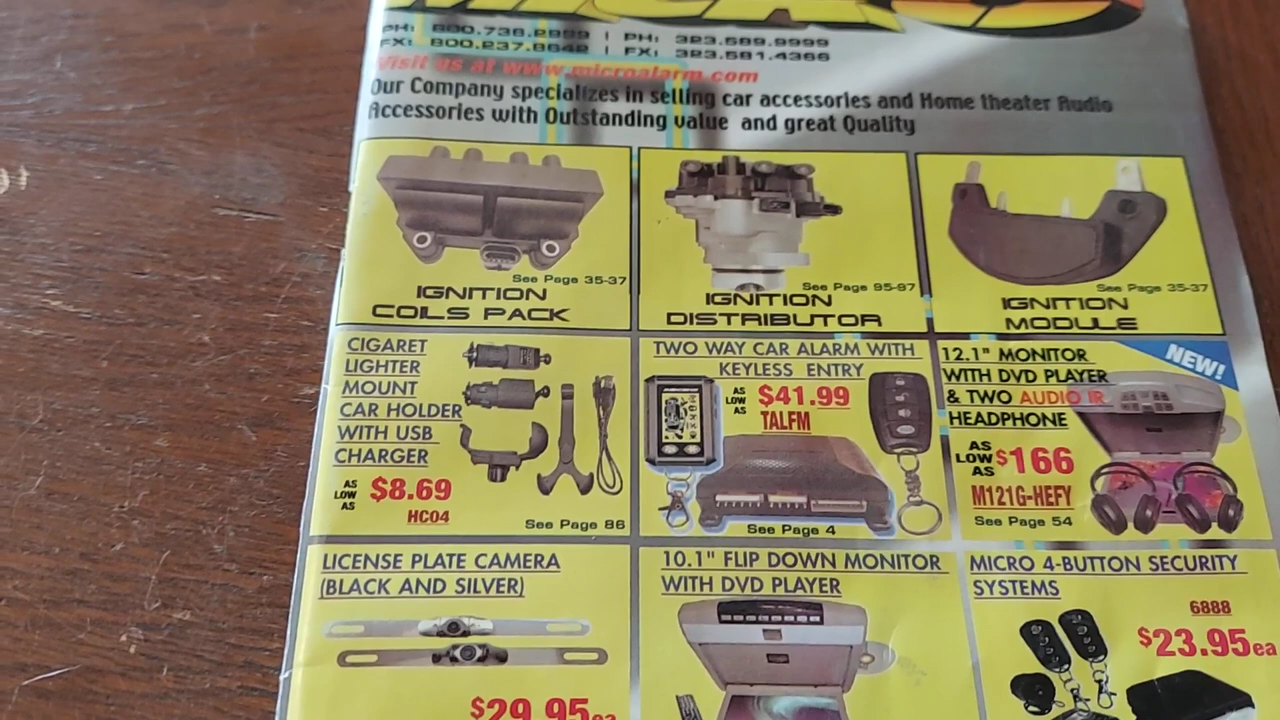 MICRO
PH: 800.738.2999 | PH: 323.589.9999
FX: 800.237.8642 | FX: 323.581.4366
Visit us at www.microalarm.com
Our Company specializes in selling car accessories and Home theater Audio
Accessories with Outstanding value and great Quality
See Page 35-37
IGNITION
COILS PACK
See Page 95-97
IGNITION
DISTRIBUTOR
See Page 35-37
IGNITION
MODULE
CIGARET
LIGHTER
MOUNT
CAR HOLDER
WITH USB
CHARGER
AS
LOW
AS
$8.69
HC04
See Page 86
TWO WAY CAR ALARM WITH
KEYLESS ENTRY
AS
LOW
AS
$41.99
TALFM
See Page 4
NEW!
12.1" MONITOR
WITH DVD PLAYER
& TWO AUDIO IR
HEADPHONE
AS
LOW
AS
$166
M121G-HEFY
See Page 54
LICENSE PLATE CAMERA
(BLACK AND SILVER)
$29.95ea
10.1" FLIP DOWN MONITOR
WITH DVD PLAYER
MICRO 4-BUTTON SECURITY
SYSTEMS
6888
$23.95ea